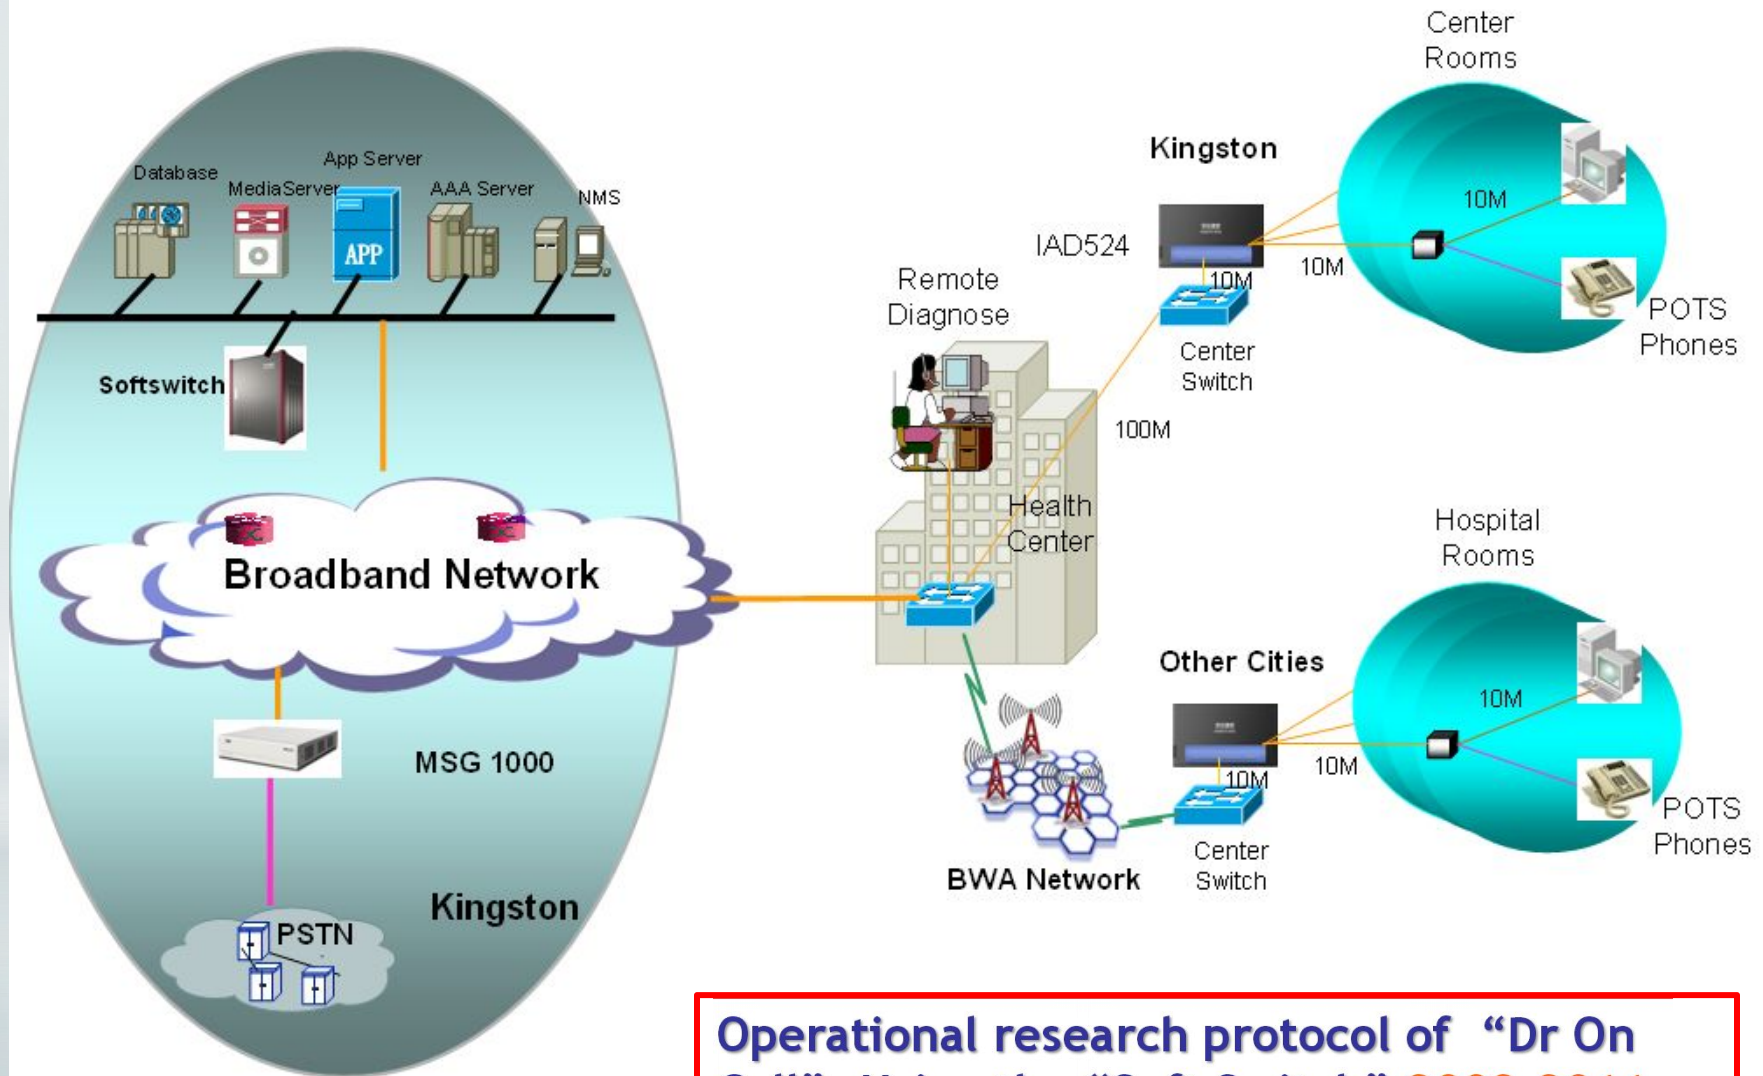 Center
Rooms
Kingston
Database
App Server
MediaServer
AAA Server
NMS
APP
IAD524
10M
10M
10M
Remote
Diagnose
POTS
Phones
Center
Switch
Softswitch
100M
Health
Center
Hospital
Rooms
Broadband Network
Other Cities
10M
10M
10M
MSG 1000
POTS
Phones
Center
Switch
BWA Network
Kingston
PSTN
Operational research protocol of “Dr On